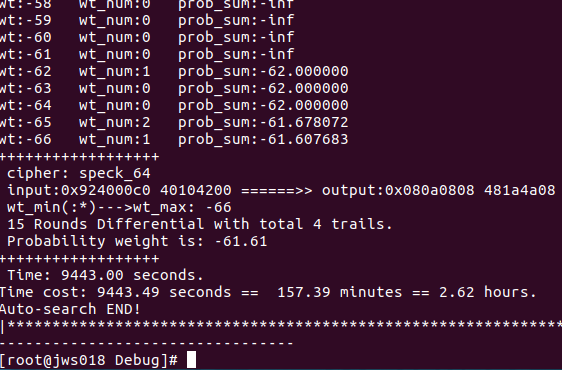 wt:-58   wt_num:0   prob_sum:-inf
wt:-59   wt_num:0   prob_sum:-inf
wt:-60   wt_num:0   prob_sum:-inf
wt:-61   wt_num:0   prob_sum:-inf
wt:-62   wt_num:1   prob_sum:-62.000000
wt:-63   wt_num:0   prob_sum:-62.000000
wt:-64   wt_num:0   prob_sum:-62.000000
wt:-65   wt_num:2   prob_sum:-61.678072
wt:-66   wt_num:1   prob_sum:-61.607683
++++++++++++++++++
 cipher: speck_64
 input:0x924000c0 40104200 ======>> output:0x080a0808 481a4a08
 wt_min(:*)--->wt_max: -66
 15 Rounds Differential with total 4 trails.
 Probability weight is: -61.61
++++++++++++++++++
 Time: 9443.00 seconds.
Time cost: 9443.49 seconds ==  157.39 minutes == 2.62 hours.
Auto-search END!
|**************************************************************
---------------------------------
[root@jws018 Debug]#